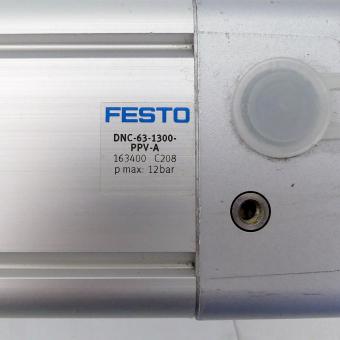 FESTO
DNC-63-1300-
PPV-A
163400 C208
p max: 12bar